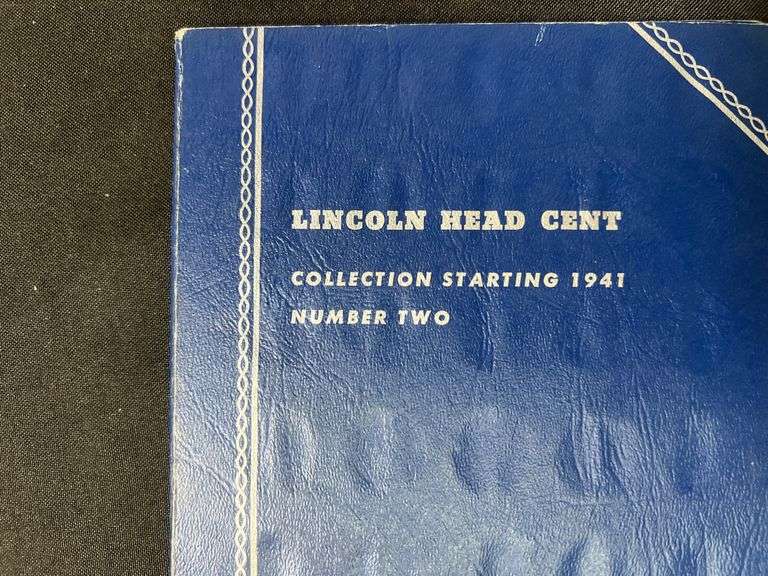 LINCOLN HEAD CENT
COLLECTION STARTING 1941
NUMBER TWO